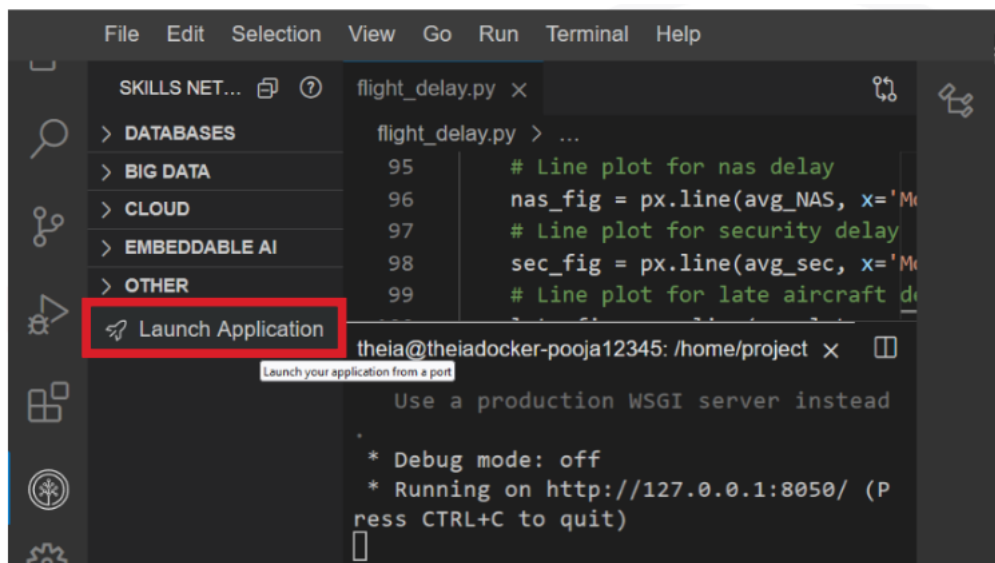 File Edit Selection View Go Run Terminal Help
SKILLS NET...
DATABASES
BIG DATA
CLOUD
EMBEDDABLE AI
OTHER
Launch Application
Launch your application from a port
flight_delay.py ×
flight_delay.py > ...
95 # Line plot for nas delay
96 nas_fig = px.line(avg_NAS, x='Mo
97 # Line plot for security delay
98 sec_fig = px.line(avg_sec, x='Mo
99 # Line plot for late aircraft de
theia@theiadocker-pooja12345: /home/project ×
Use a production WSGI server instead
.
* Debug mode: off
* Running on http://127.0.0.1:8050/ (P
ress CTRL+C to quit)